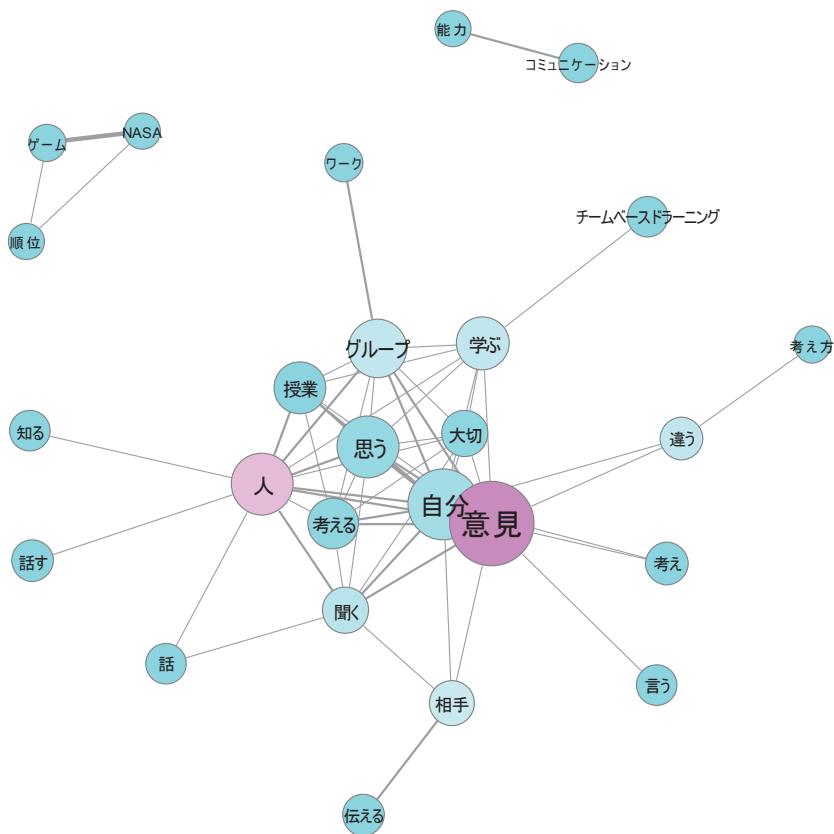 能力
コミュニケーション
NASA
ゲーム
ワーク
チームベースドラーニング
順位
グループ
学ぶ
考え方
授業
知る
大切
違う
思う
人
自分
意見
考える
話す
考え
聞く
話
言う
相手
伝える